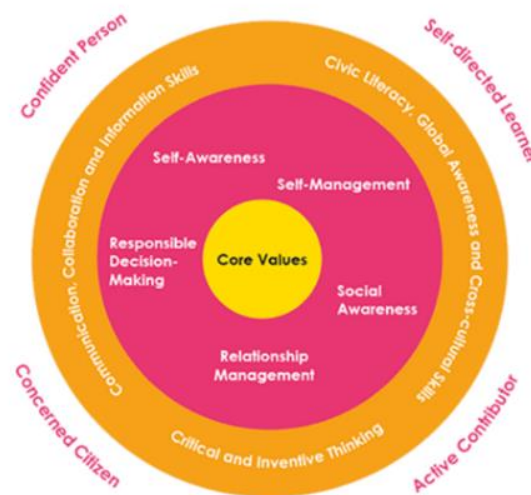 Confident Person
Self-directed Learner
Communication, Collaboration and Information Skills
Civic Literacy, Global Awareness and Cross-cultural Skills
Self-Awareness
Self-Management
Responsible
Decision-
Making
Core Values
Social
Awareness
Relationship
Management
Critical and Inventive Thinking
Concerned Citizen
Active Contributor